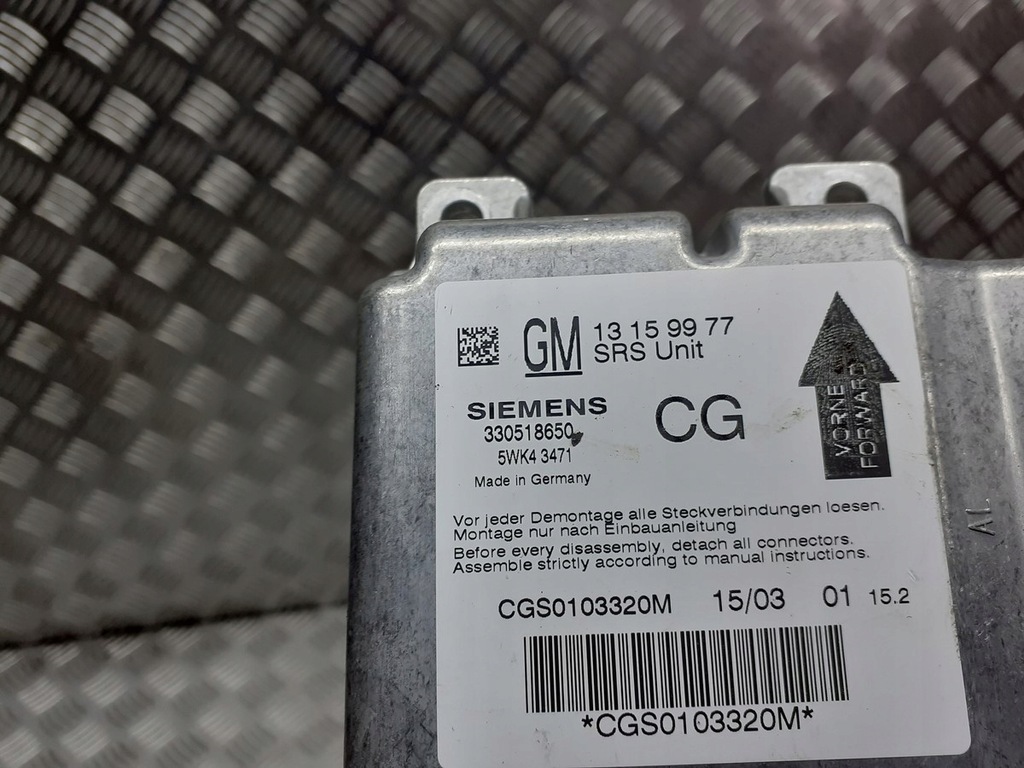 GM 13 15 99 77
SRS Unit
SIEMENS
330518650
5WK4 3471
Made in Germany
CG
VORNE
FORWARD
Vor jeder Demontage alle Steckverbindungen loesen.
Montage nur nach Einbauanleitung
Before every disassembly, detach all connectors.
Assemble strictly according to manual instructions.
CGS0103320M 15/03 01 15.2
*CGS0103320M*